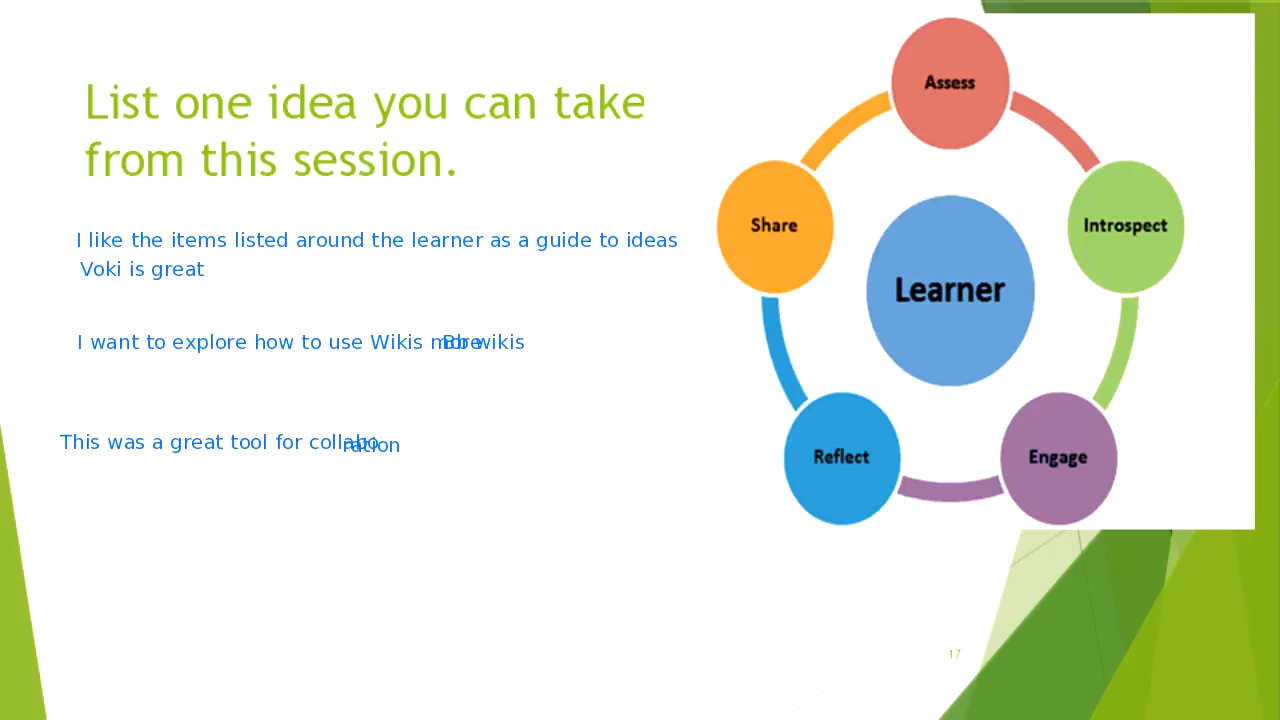 List one idea you can take
from this session.
I like the items listed around the learner as a guide to ideas
Voki is great
I want to explore how to use Wikis more
wikis
This was a great tool for collabo
ration
Assess
Share
Introspect
Learner
Reflect
Engage
17